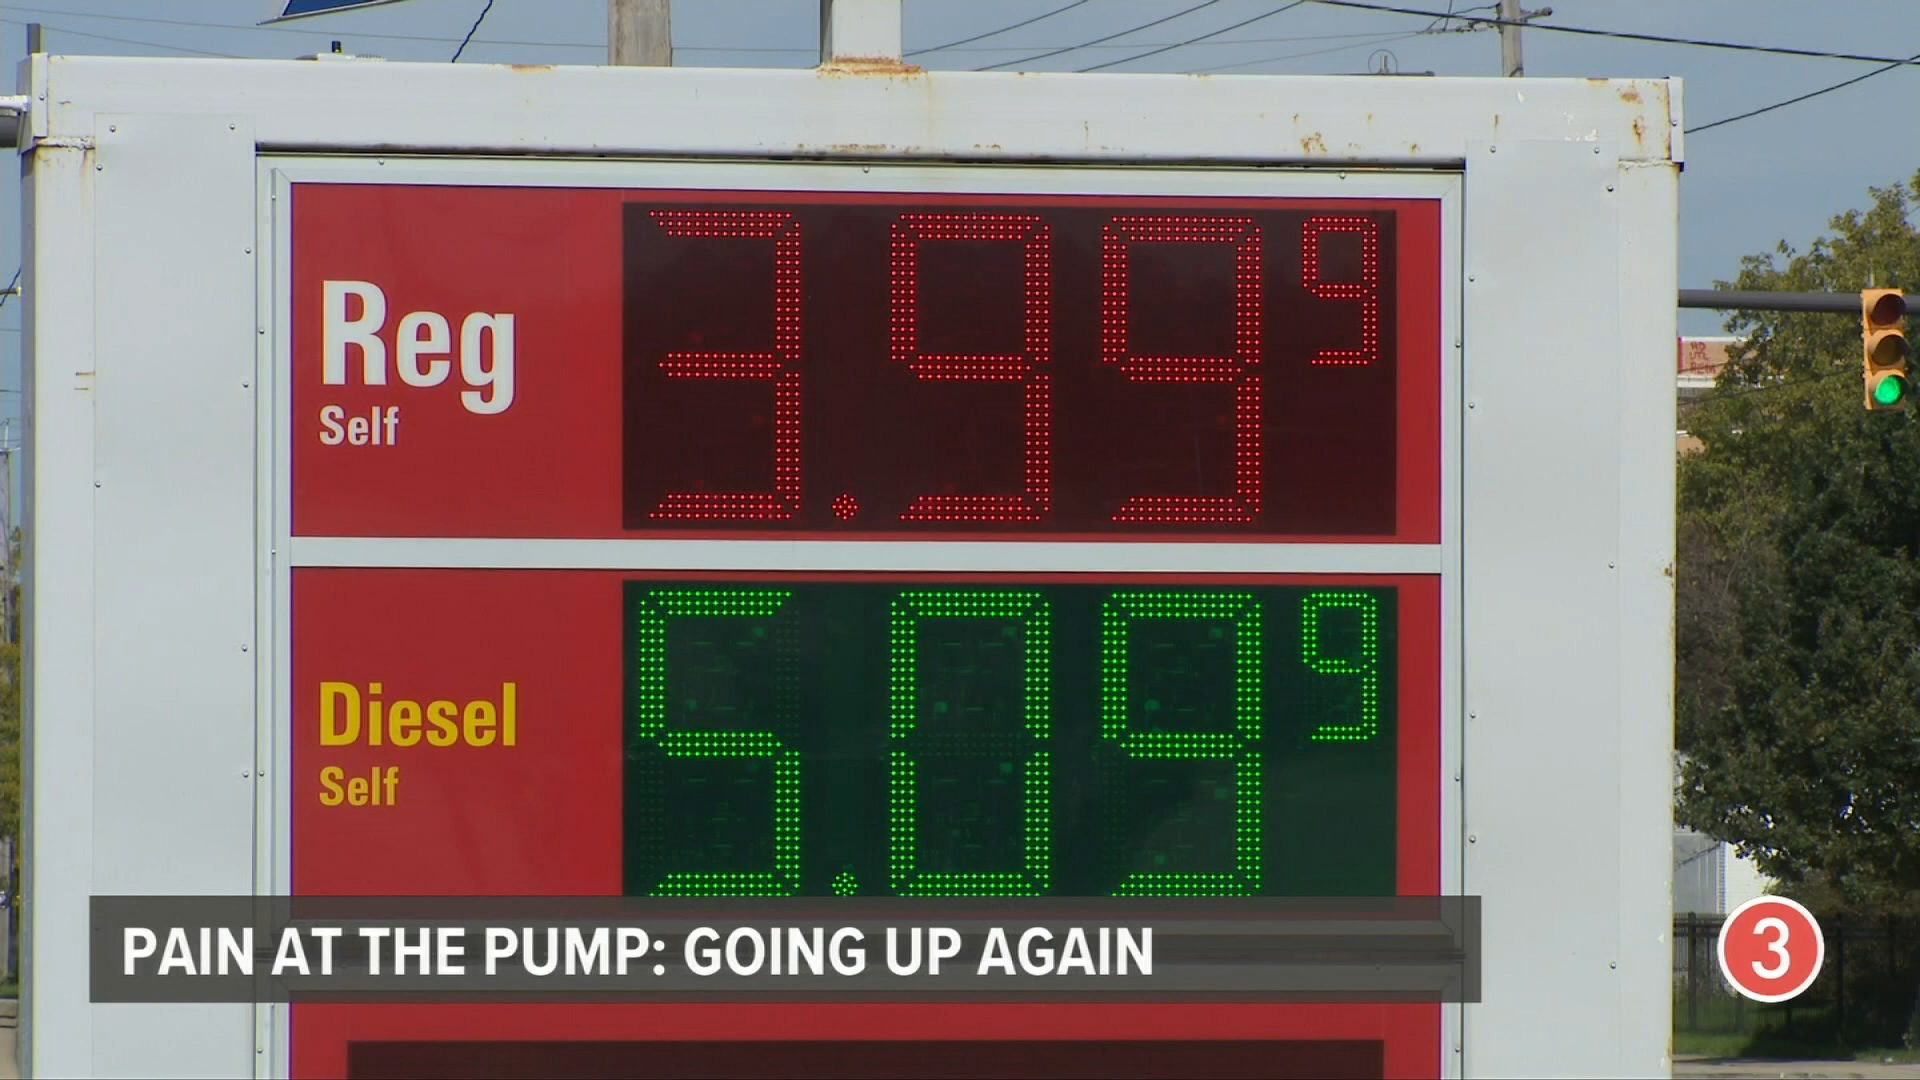 Reg
Self
3.99 9
Diesel
Self
5.09 9
PAIN AT THE PUMP: GOING UP AGAIN
3